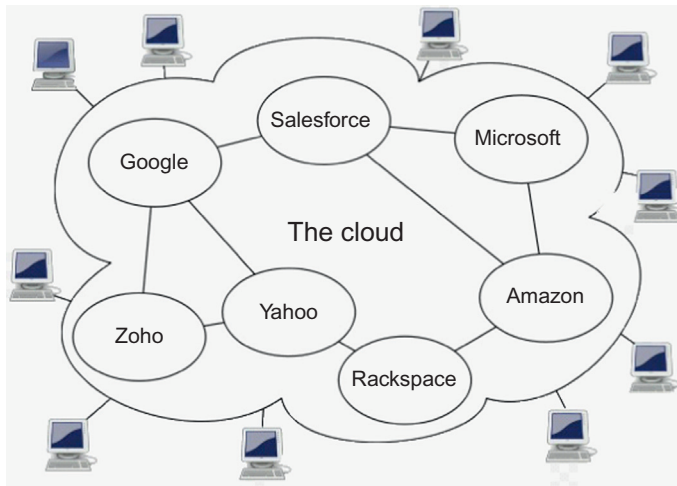 Salesforce
Microsoft
Google
The cloud
Amazon
Yahoo
Zoho
Rackspace